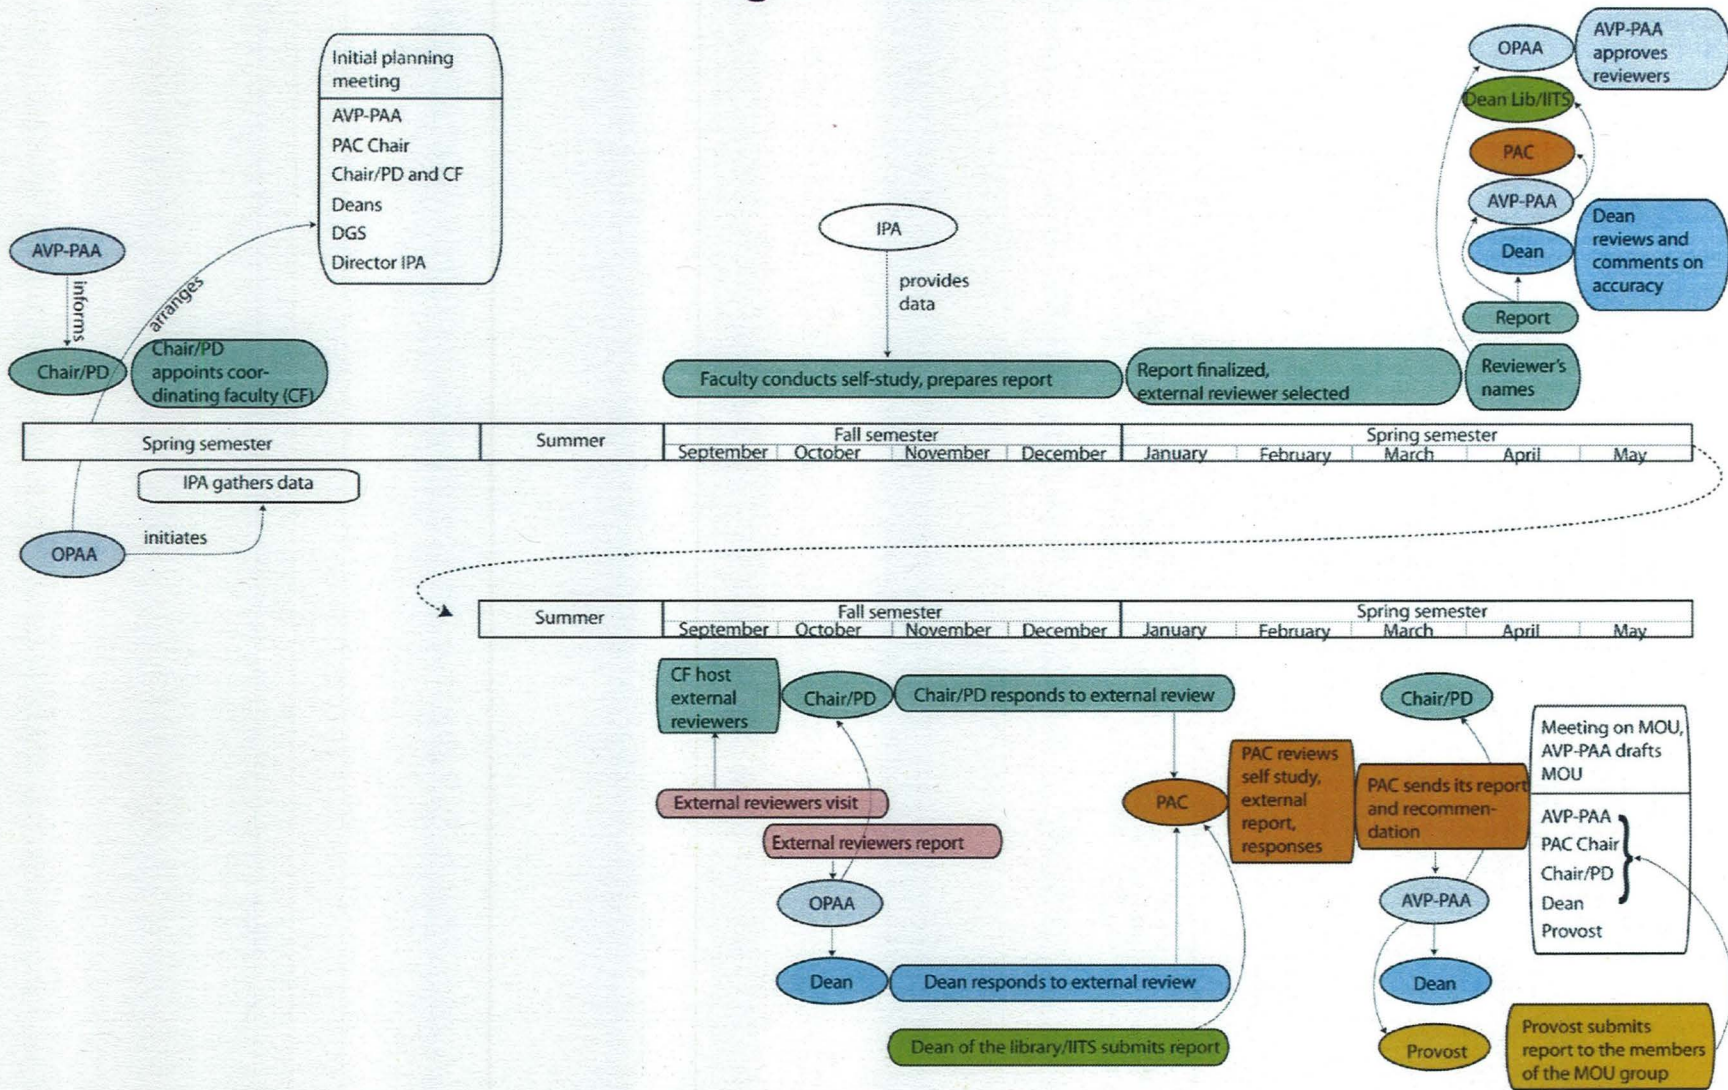 Initial planning
meeting
AVP-PAA
PAC Chair
Chair/PD and CF
Deans
DGS
Director IPA
AVP-PAA
informs
arranges
Chair/PD
Chair/PD
appoints coor-
dinating faculty (CF)
IPA
provides
data
Faculty conducts self-study, prepares report
Report finalized,
external reviewer selected
OPAA
AVP-PAA
approves
reviewers
Dean Lib/IITS
PAC
AVP-PAA
Dean
Dean
reviews and
comments on
accuracy
Report
Reviewer's
names
Spring semester
Summer
Fall semester
September October November December
Spring semester
January February March April May
IPA gathers data
OPAA
initiates
Summer
Fall semester
September October November December
Spring semester
January February March April May
CF host
external
reviewers
Chair/PD
Chair/PD responds to external review
External reviewers visit
External reviewers report
OPAA
Dean
Dean responds to external review
Dean of the library/IITS submits report
PAC
PAC reviews
self study,
external
report,
responses
Chair/PD
PAC sends its report
and recommen-
dation
AVP-PAA
Dean
Provost
Meeting on MOU,
AVP-PAA drafts
MOU
AVP-PAA
PAC Chair
Chair/PD
Dean
Provost
Provost submits
report to the members
of the MOU group